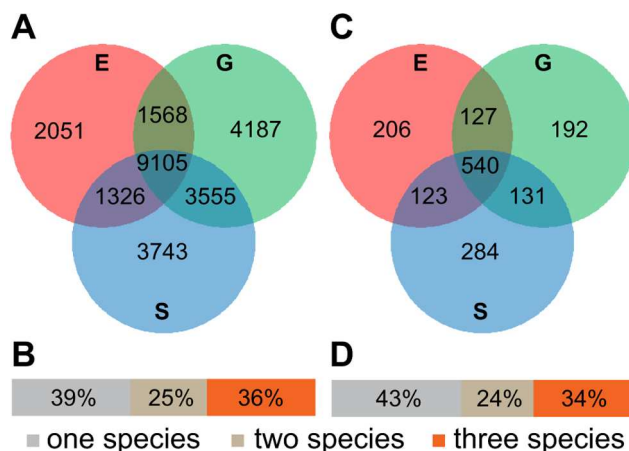 A
C
E G
E G
1568
127
2051
4187
206
192
9105
540
1326
3555
123
131
3743
284
S
S
B
D
39% 25% 36%
43% 24% 34%
one species two species three species